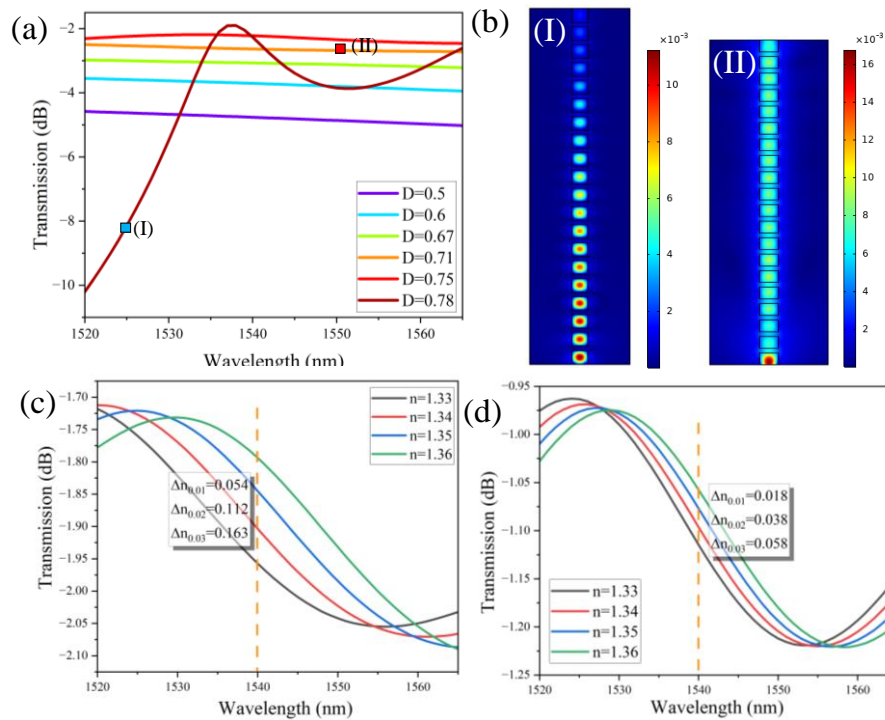 (a)
Transmission (dB)
−2
−4
−6
−8
−10
(I)
(II)
D=0.5
D=0.6
D=0.67
D=0.71
D=0.75
D=0.78
1520
1530
1540
1550
1560
Wavelength (nm)
(b)
(I)
×10⁻³
10
8
6
4
2
(II)
×10⁻³
16
14
12
10
8
6
4
2
(c)
Transmission (dB)
−1.70
−1.75
−1.80
−1.85
−1.90
−1.95
−2.00
−2.05
−2.10
n=1.33
n=1.34
n=1.35
n=1.36
Δn₀.₀₁=0.054
Δn₀.₀₂=0.112
Δn₀.₀₃=0.163
1520
1530
1540
1550
1560
Wavelength (nm)
(d)
Transmission (dB)
−0.95
−1.00
−1.05
−1.10
−1.15
−1.20
−1.25
Δn₀.₀₁=0.018
Δn₀.₀₂=0.038
Δn₀.₀₃=0.058
n=1.33
n=1.34
n=1.35
n=1.36
1520
1530
1540
1550
1560
Wavelength (nm)